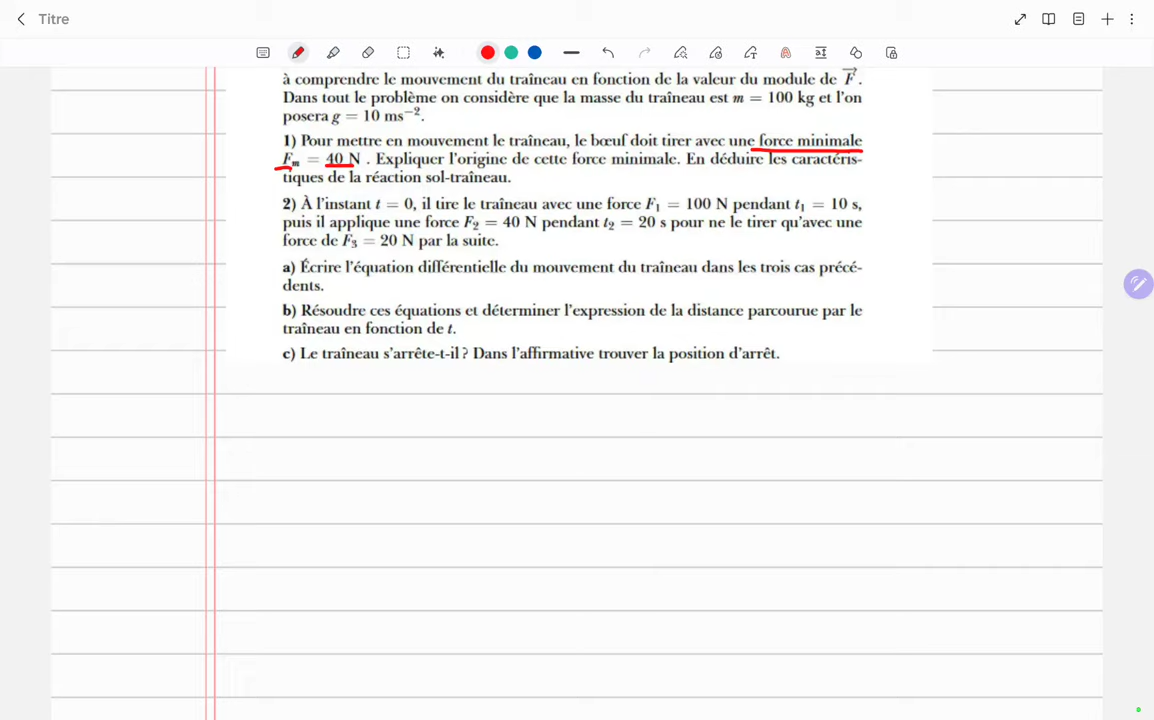 Titre
à comprendre le mouvement du traîneau en fonction de la valeur du module de F⃗.
Dans tout le problème on considère que la masse du traîneau est m = 100 kg et l'on
posera g = 10 ms⁻².
1) Pour mettre en mouvement le traîneau, le bœuf doit tirer avec une force minimale
Fₘ = 40 N . Expliquer l'origine de cette force minimale. En déduire les caractéris-
tiques de la réaction sol-traîneau.
2) À l'instant t = 0, il tire le traîneau avec une force F₁ = 100 N pendant t₁ = 10 s,
puis il applique une force F₂ = 40 N pendant t₂ = 20 s pour ne le tirer qu'avec une
force de F₃ = 20 N par la suite.
a) Écrire l'équation différentielle du mouvement du traîneau dans les trois cas précé-
dents.
b) Résoudre ces équations et déterminer l'expression de la distance parcourue par le
traîneau en fonction de t.
c) Le traîneau s'arrête-t-il ? Dans l'affirmative trouver la position d'arrêt.